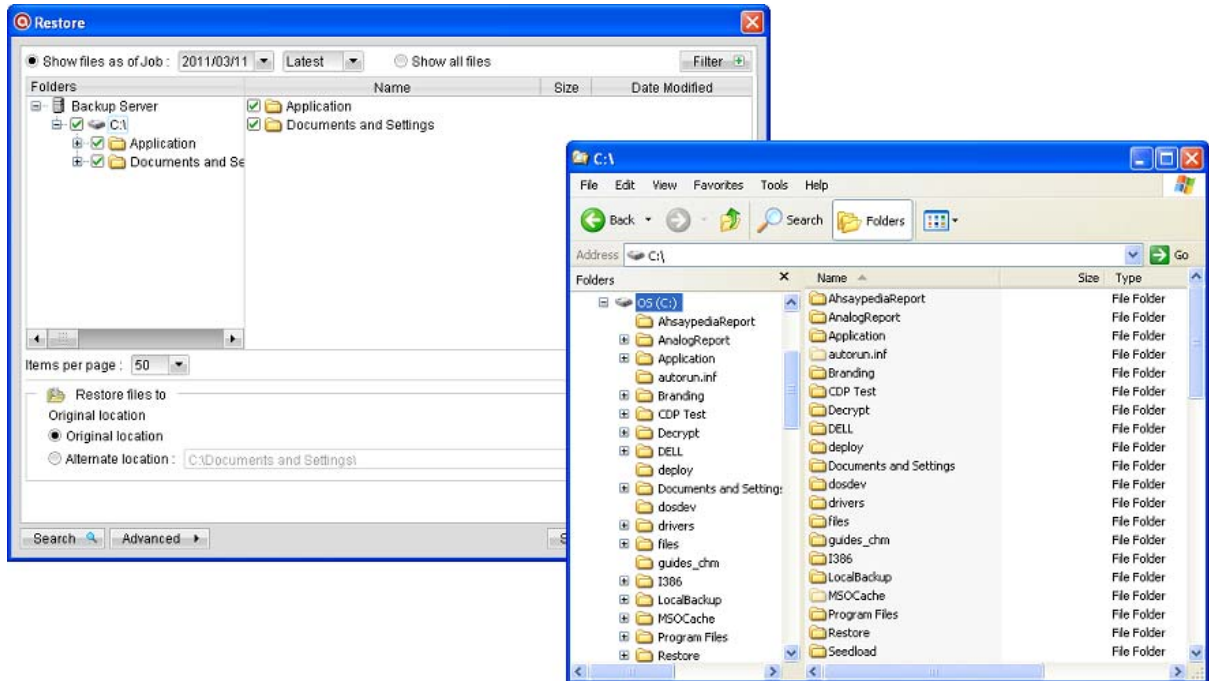 Restore
Show files as of Job : 2011/03/11 Latest Show all files Filter
Folders Name Size Date Modified
Backup Server
C:\
Application
Documents and Se
Application
Documents and Settings
Items per page : 50
Restore files to
Original location
Original location
Alternate location : C:\Documents and Settings\
Search Advanced S
C:\
File Edit View Favorites Tools Help
Back Search Folders
Address C:\ Go
Folders x Name Size Type
OS (C:)
AhsaypediaReport
AnalogReport
Application
autorun.inf
Branding
CDP Test
Decrypt
DELL
deploy
Documents and Settings
dosdev
drivers
files
guides_chm
I386
LocalBackup
MSOCache
Program Files
Restore
AhsaypediaReport File Folder
AnalogReport File Folder
Application File Folder
autorun.inf File Folder
Branding File Folder
CDP Test File Folder
Decrypt File Folder
DELL File Folder
deploy File Folder
Documents and Settings File Folder
dosdev File Folder
drivers File Folder
files File Folder
guides_chm File Folder
I386 File Folder
LocalBackup File Folder
MSOCache File Folder
Program Files File Folder
Restore File Folder
Seedload File Folder